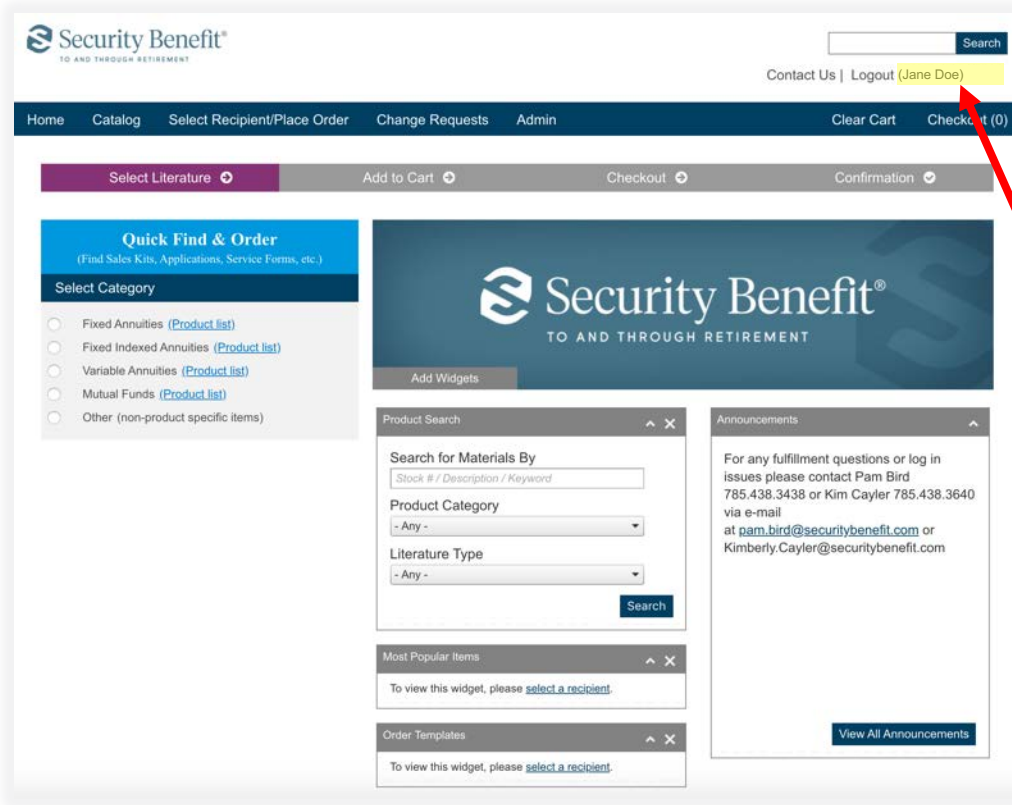 Security Benefit®
TO AND THROUGH RETIREMENT
Search
Contact Us | Logout (Jane Doe)
Home Catalog Select Recipient/Place Order Change Requests Admin Clear Cart Checkout (0)
Select Literature Add to Cart Checkout Confirmation
Quick Find & Order
(Find Sales Kits, Applications, Service Forms, etc.)
Select Category
Fixed Annuities (Product list)
Fixed Indexed Annuities (Product list)
Variable Annuities (Product list)
Mutual Funds (Product list)
Other (non-product specific items)
Security Benefit®
TO AND THROUGH RETIREMENT
Add Widgets
Product Search
Search for Materials By
Stock # / Description / Keyword
Product Category
- Any -
Literature Type
- Any -
Search
Most Popular Items
To view this widget, please select a recipient.
Order Templates
To view this widget, please select a recipient.
Announcements
For any fulfillment questions or log in
issues please contact Pam Bird
785.438.3438 or Kim Cayler 785.438.3640
via e-mail
at pam.bird@securitybenefit.com or
Kimberly.Cayler@securitybenefit.com
View All Announcements